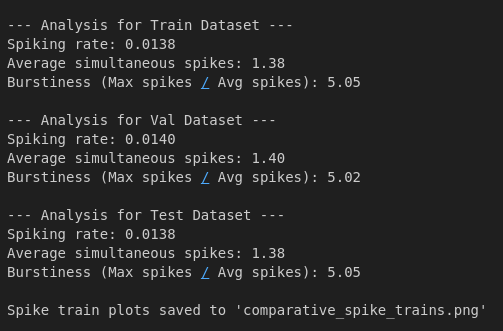 --- Analysis for Train Dataset ---
Spiking rate: 0.0138
Average simultaneous spikes: 1.38
Burstiness (Max spikes / Avg spikes): 5.05
--- Analysis for Val Dataset ---
Spiking rate: 0.0140
Average simultaneous spikes: 1.40
Burstiness (Max spikes / Avg spikes): 5.02
--- Analysis for Test Dataset ---
Spiking rate: 0.0138
Average simultaneous spikes: 1.38
Burstiness (Max spikes / Avg spikes): 5.05
Spike train plots saved to 'comparative_spike_trains.png'